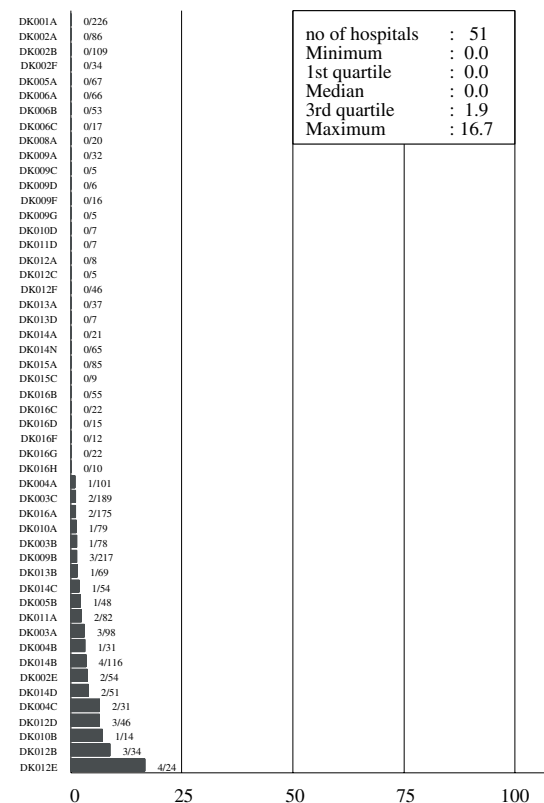 DK001A 0/226
DK002A 0/86
DK002B 0/109
DK002F 0/34
DK005A 0/67
DK006A 0/66
DK006B 0/53
DK006C 0/17
DK008A 0/20
DK009A 0/32
DK009C 0/5
DK009D 0/6
DK009F 0/16
DK009G 0/5
DK010D 0/7
DK011D 0/7
DK012A 0/8
DK012C 0/5
DK012F 0/46
DK013A 0/37
DK013D 0/7
DK014A 0/21
DK014N 0/65
DK015A 0/85
DK015C 0/9
DK016B 0/55
DK016C 0/22
DK016D 0/15
DK016F 0/12
DK016G 0/22
DK016H 0/10
DK004A 1/101
DK003C 2/189
DK016A 2/175
DK010A 1/79
DK003B 1/78
DK009B 3/217
DK013B 1/69
DK014C 1/54
DK005B 1/48
DK011A 2/82
DK003A 3/98
DK004B 1/31
DK014B 4/116
DK002E 2/54
DK014D 2/51
DK004C 2/31
DK012D 3/46
DK010B 1/14
DK012B 3/34
DK012E 4/24
no of hospitals : 51
Minimum : 0.0
1st quartile : 0.0
Median : 0.0
3rd quartile : 1.9
Maximum : 16.7
0 25 50 75 100